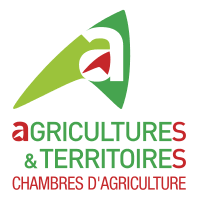 a
aGRICULTURES
& TERRITOIRES
CHAMBRES D'AGRICULTURE